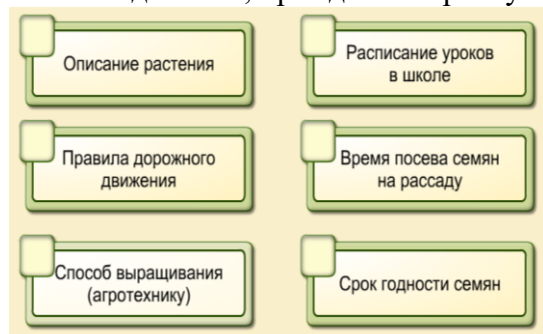 Описание растения
Расписание уроков
в школе
Правила дорожного
движения
Время посева семян
на рассаду
Способ выращивания
(агротехнику)
Срок годности семян